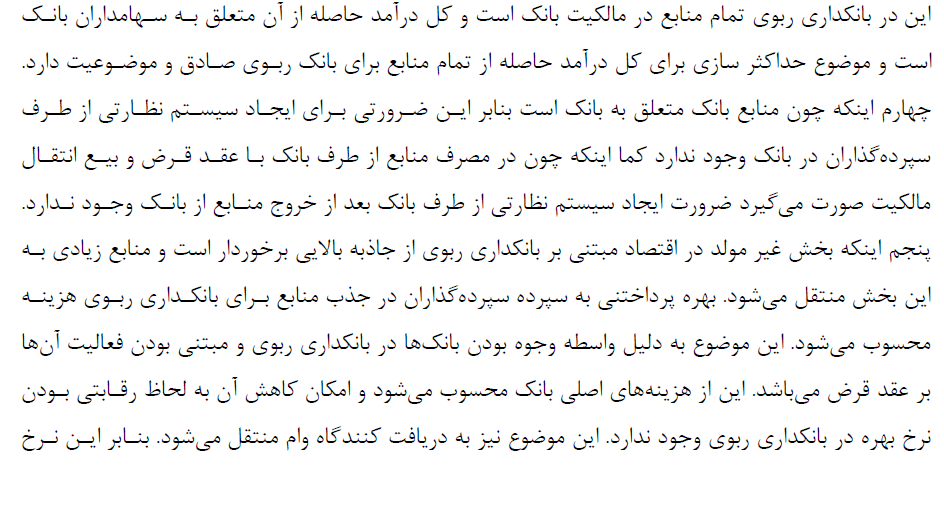 این در بانکداری ربوی تمام منابع در مالکیت بانک است و کل درآمد حاصله از آن متعلق به سهامداران بانک
است و موضوع حداکثر سازی برای کل درآمد حاصله از تمام منابع برای بانک ربوی صادق و موضوعیت دارد.
چهارم اینکه چون منابع بانک متعلق به بانک است بنابر این ضرورتی برای ایجاد سیستم نظارتی از طرف
سپرده‌گذاران در بانک وجود ندارد کما اینکه چون در مصرف منابع از طرف بانک با عقد قرض و بیع انتقال
مالکیت صورت می‌گیرد ضرورت ایجاد سیستم نظارتی از طرف بانک بعد از خروج منابع از بانک وجود ندارد.
پنجم اینکه بخش غیر مولد در اقتصاد مبتنی بر بانکداری ربوی از جاذبه بالایی برخوردار است و منابع زیادی به
این بخش منتقل می‌شود. بهره پرداختنی به سپرده سپرده‌گذاران در جذب منابع برای بانکداری ربوی هزینه
محسوب می‌شود. این موضوع به دلیل واسطه وجوه بودن بانک‌ها در بانکداری ربوی و مبتنی بودن فعالیت آن‌ها
بر عقد قرض می‌باشد. این از هزینه‌های اصلی بانک محسوب می‌شود و امکان کاهش آن به لحاظ رقابتی بودن
نرخ بهره در بانکداری ربوی وجود ندارد. این موضوع نیز به دریافت کنندگاه وام منتقل می‌شود. بنابر این نرخ